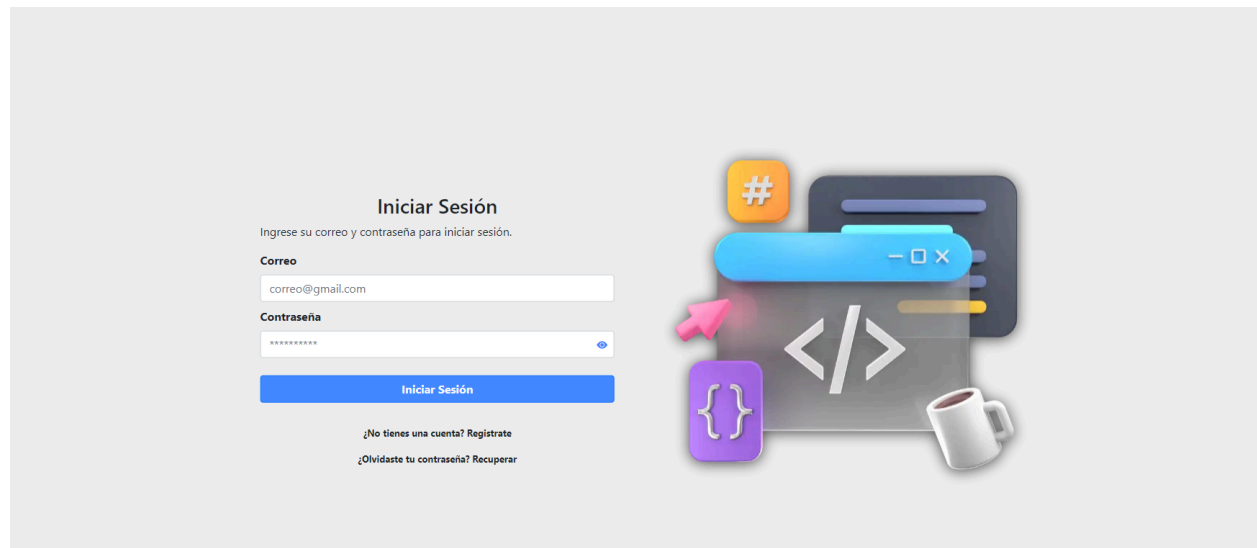 Iniciar Sesión
Ingrese su correo y contraseña para iniciar sesión.
Correo
correo@gmail.com
Contraseña
**********
Iniciar Sesión
¿No tienes una cuenta? Registrate
¿Olvidaste tu contraseña? Recuperar
#
</>
{}